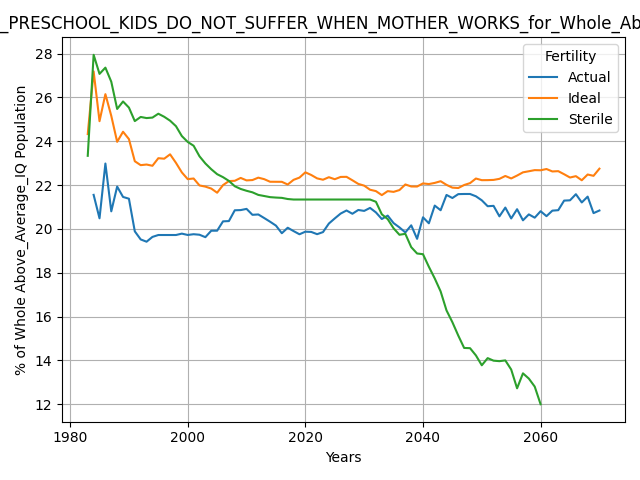 _PRESCHOOL_KIDS_DO_NOT_SUFFER_WHEN_MOTHER_WORKS_for_Whole_Ab
% of Whole Above_Average_IQ Population
28
26
24
22
20
18
16
14
12
Fertility
Actual
Ideal
Sterile
1980
2000
2020
2040
2060
Years